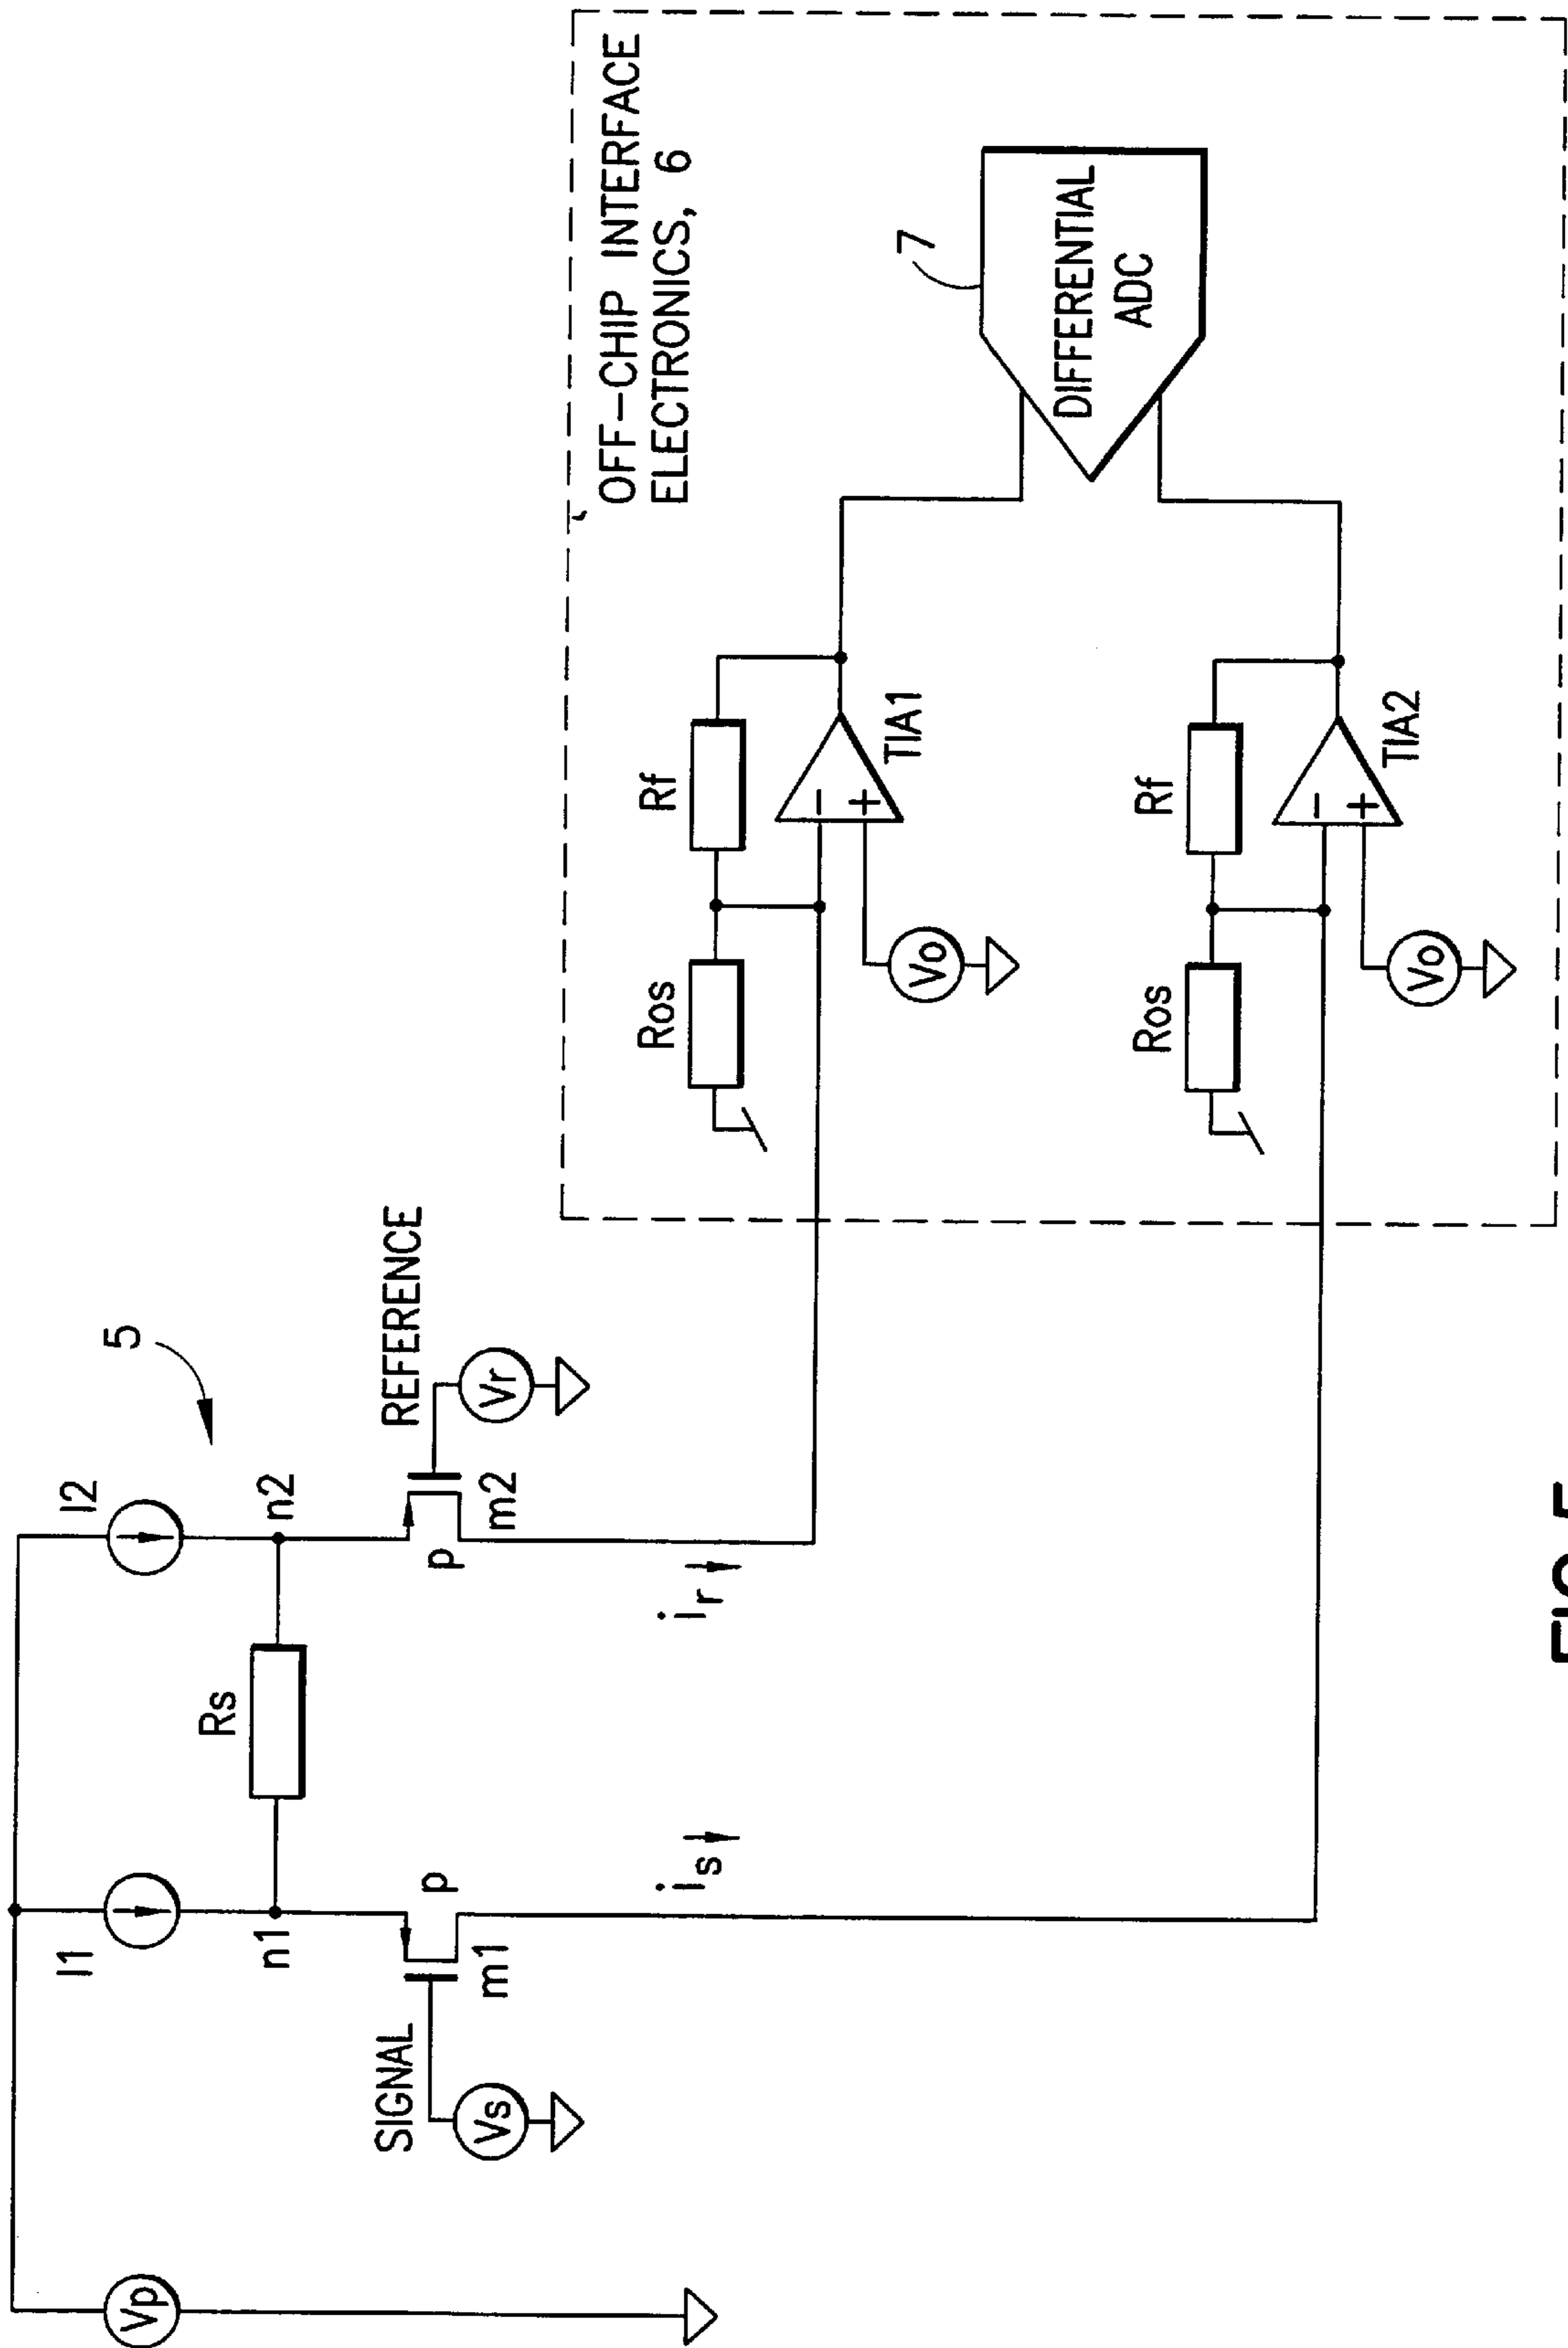 I1
I2
5
n1
Rs
n2
Vp
SIGNAL
p
m1
Vs
p
m2
REFERENCE
Vr
is
ir
OFF-CHIP INTERFACE
ELECTRONICS, 6
Ros
Rf
-
+
TIA1
Vo
7
DIFFERENTIAL
ADC
Ros
Rf
-
+
TIA2
Vo